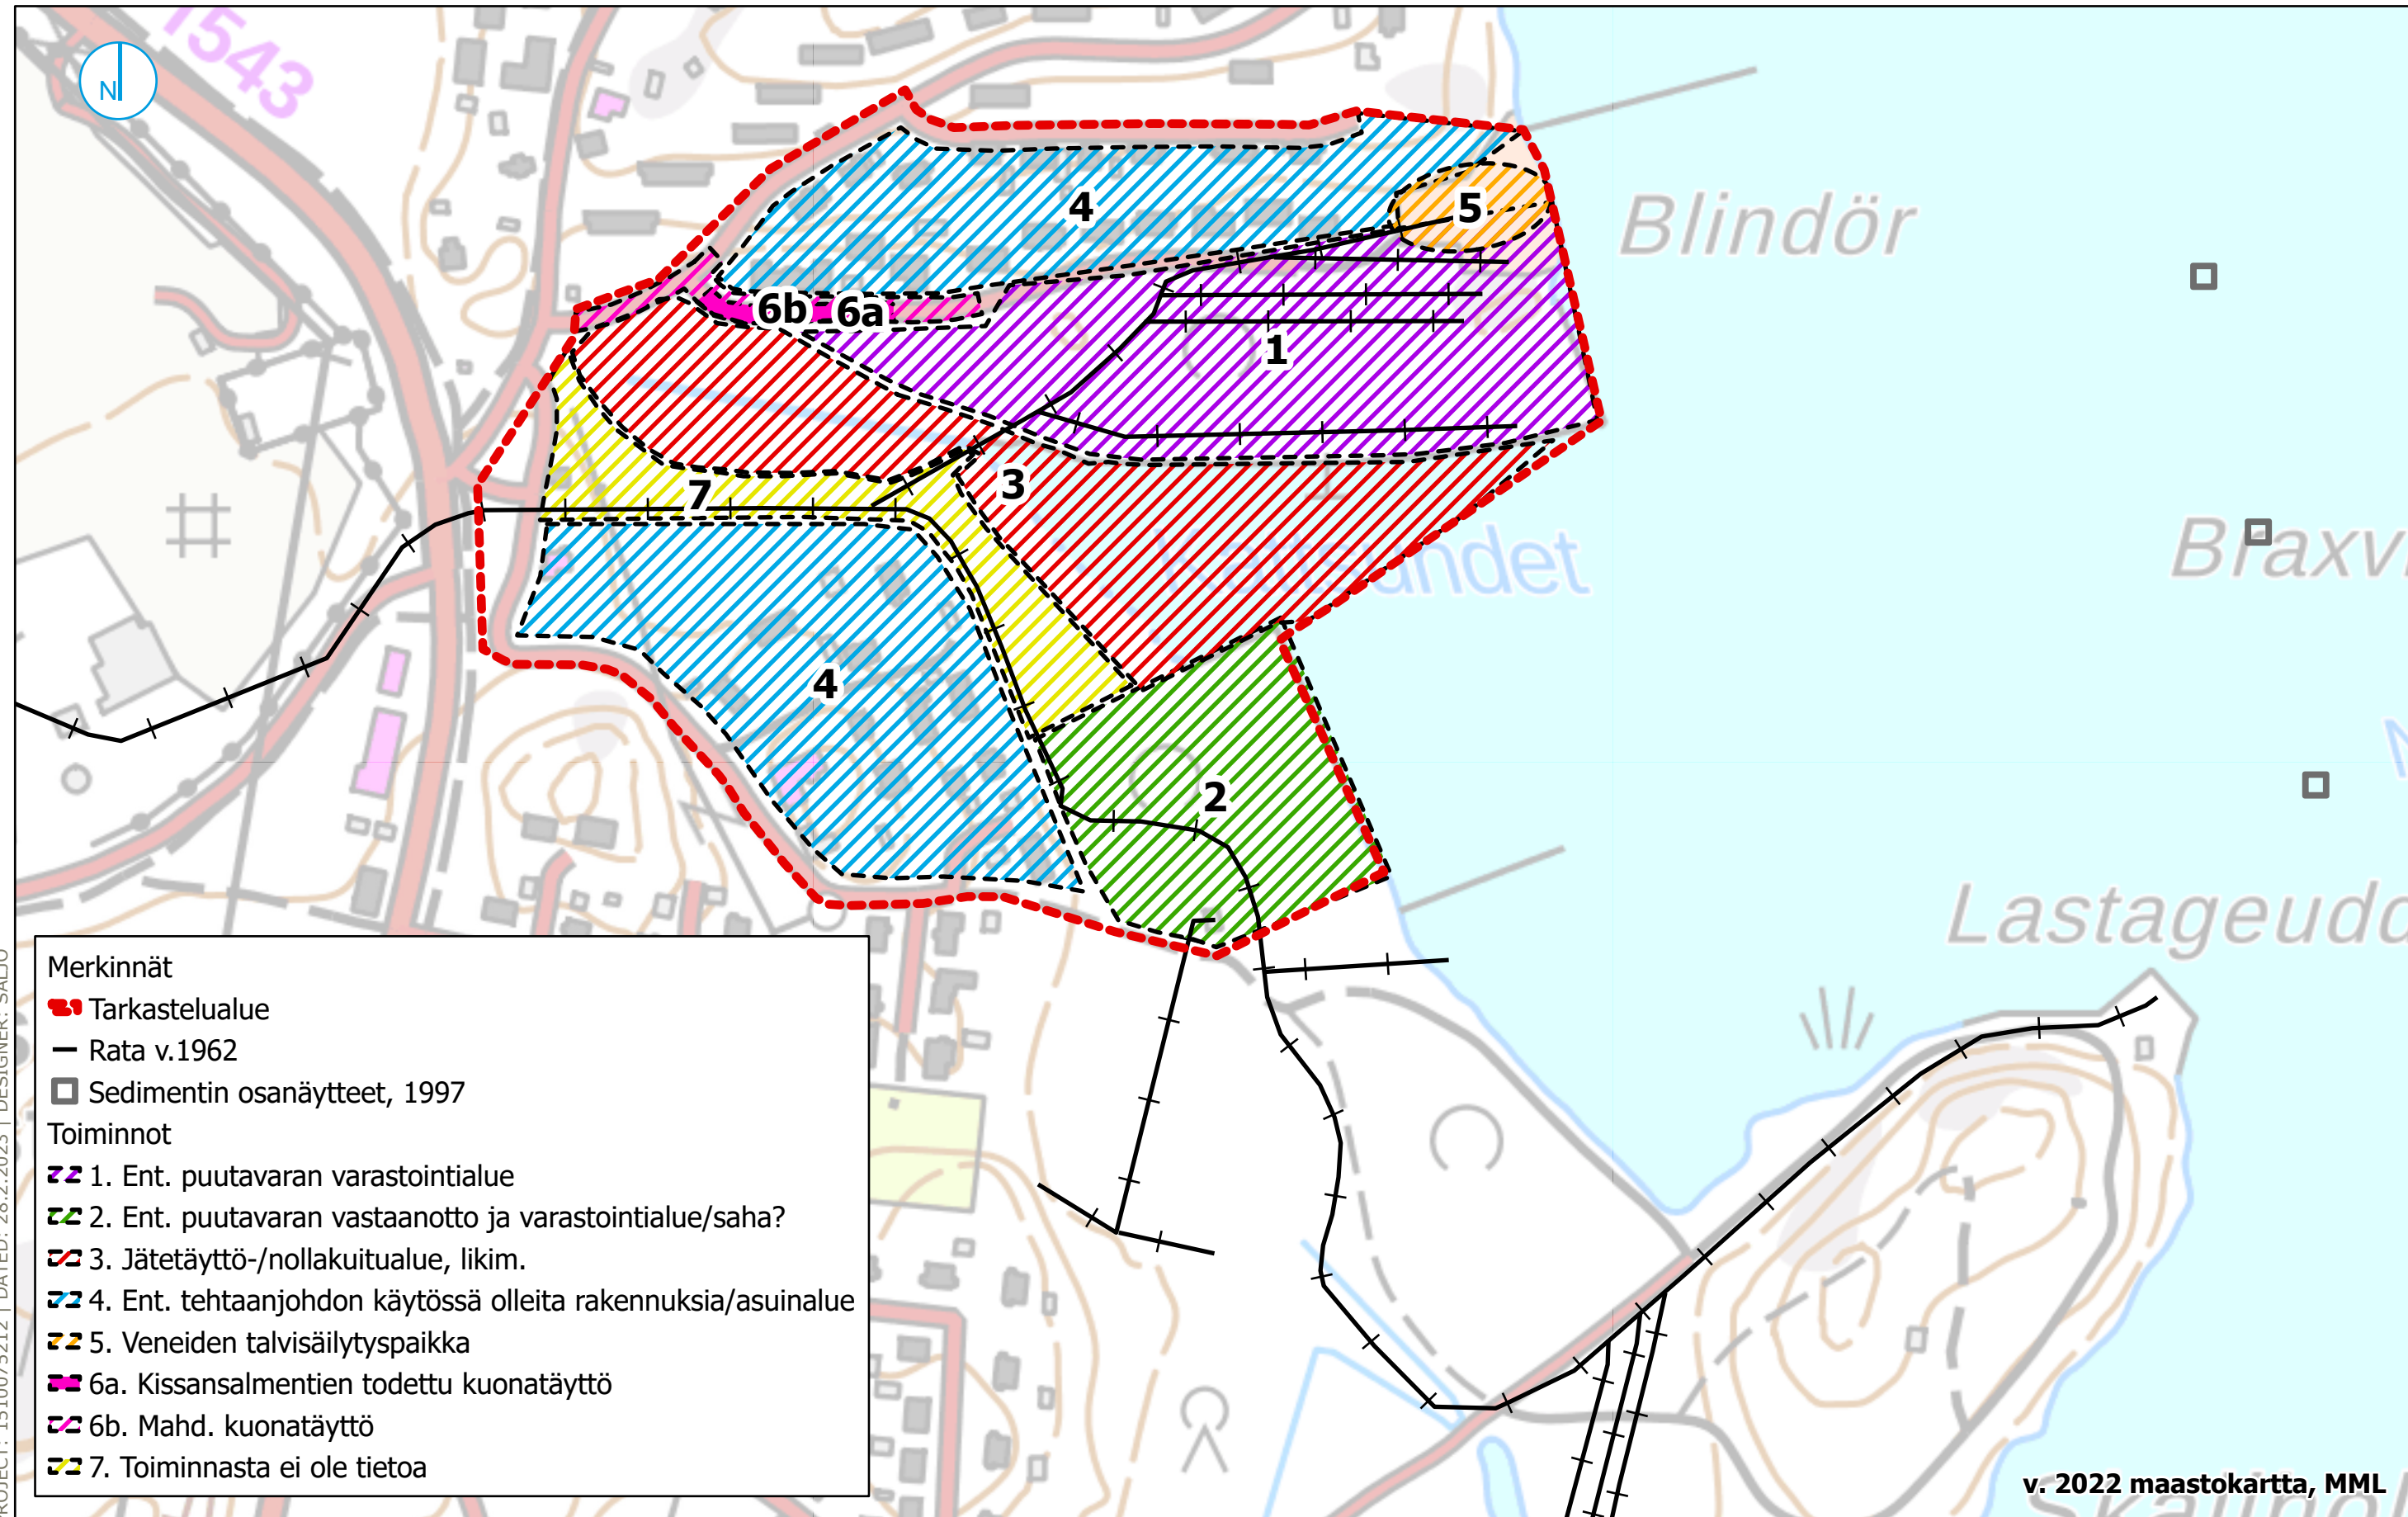 1543
N
4
5
Blindör
6b 6a
1
3
7
Kattsundet
4
2
Merkinnät
Tarkastelualue
Rata v.1962
Sedimentin osanäytteet, 1997
Toiminnot
1. Ent. puutavaran varastointialue
2. Ent. puutavaran vastaanotto ja varastointialue/saha?
3. Jätetäyttö-/nollakuitualue, likim.
4. Ent. tehtaanjohdon käytössä olleita rakennuksia/asuinalue
5. Veneiden talvisäilytyspaikka
6a. Kissansalmentien todettu kuonatäyttö
6b. Mahd. kuonatäyttö
7. Toiminnasta ei ole tietoa
v. 2022 maastokartta, MML